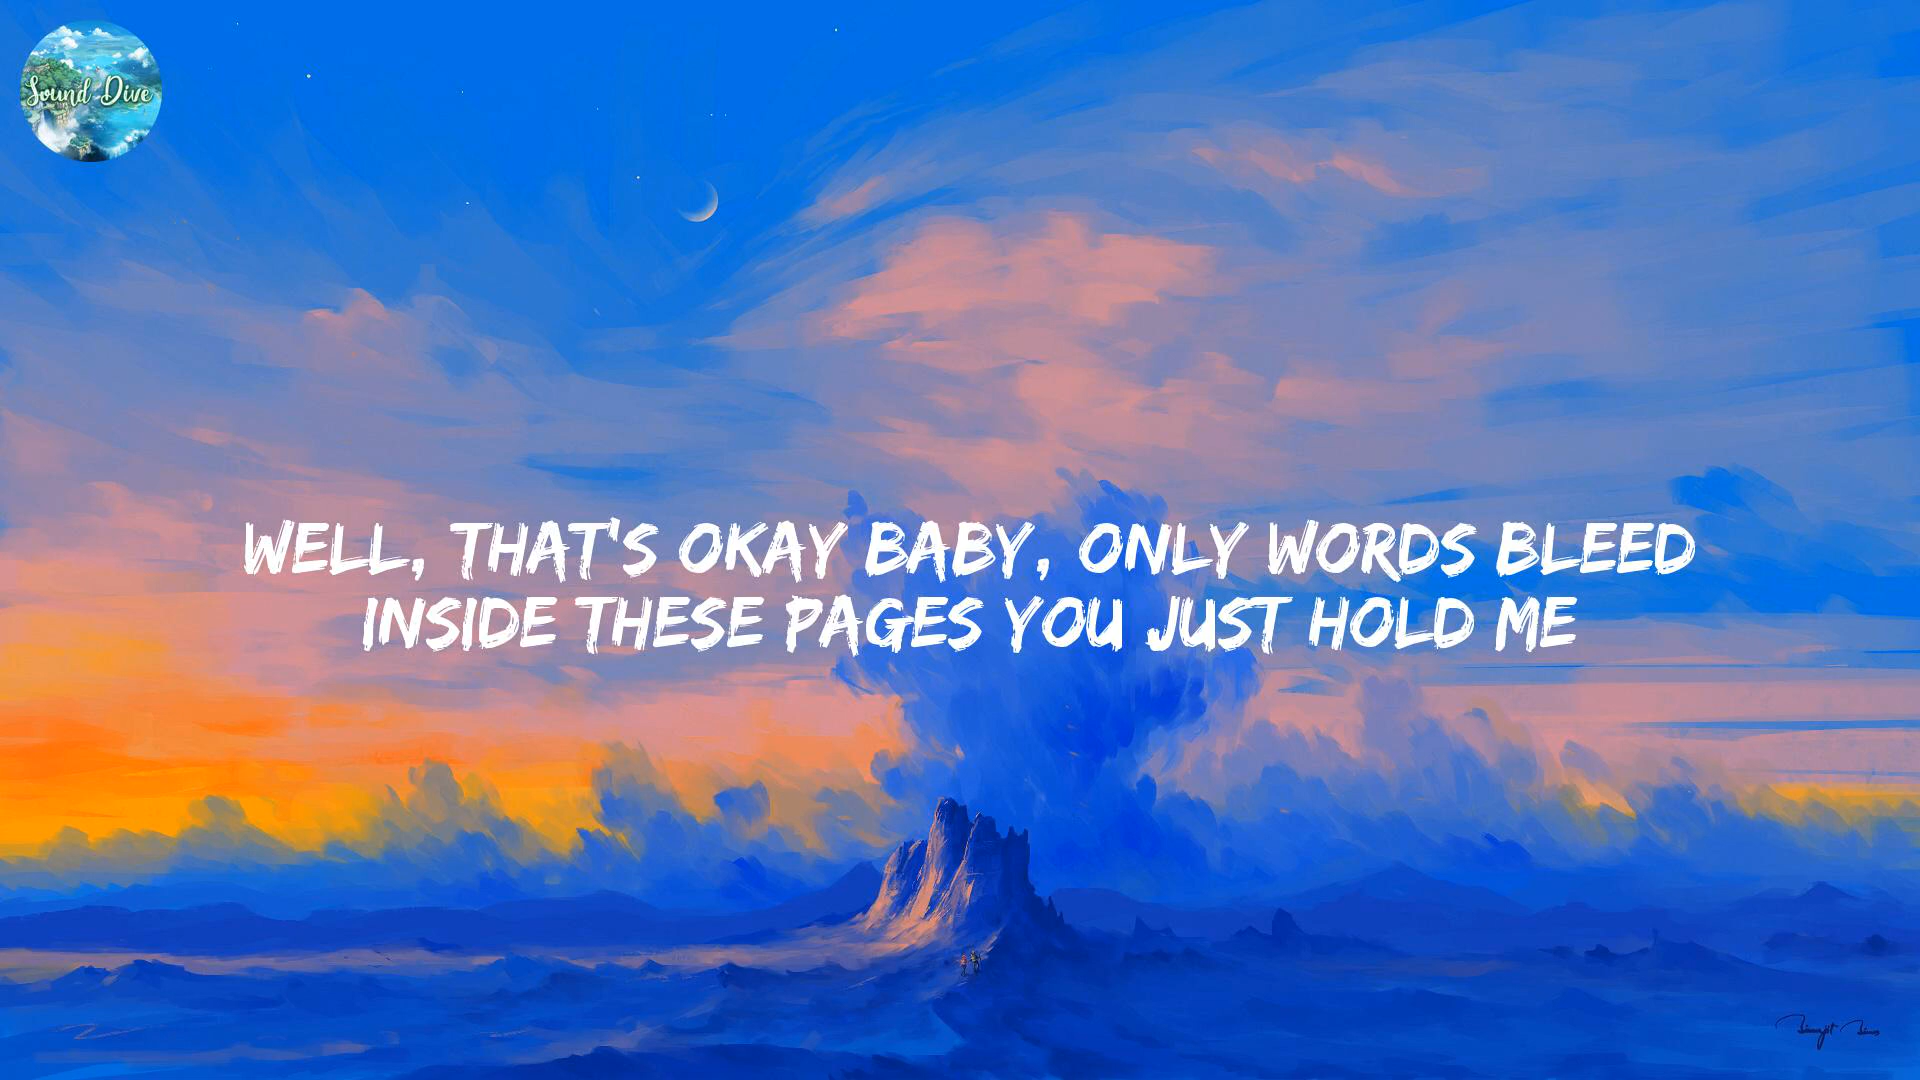 Sound Dive
WELL, THAT'S OKAY BABY, ONLY WORDS BLEED
INSIDE THESE PAGES YOU JUST HOLD ME